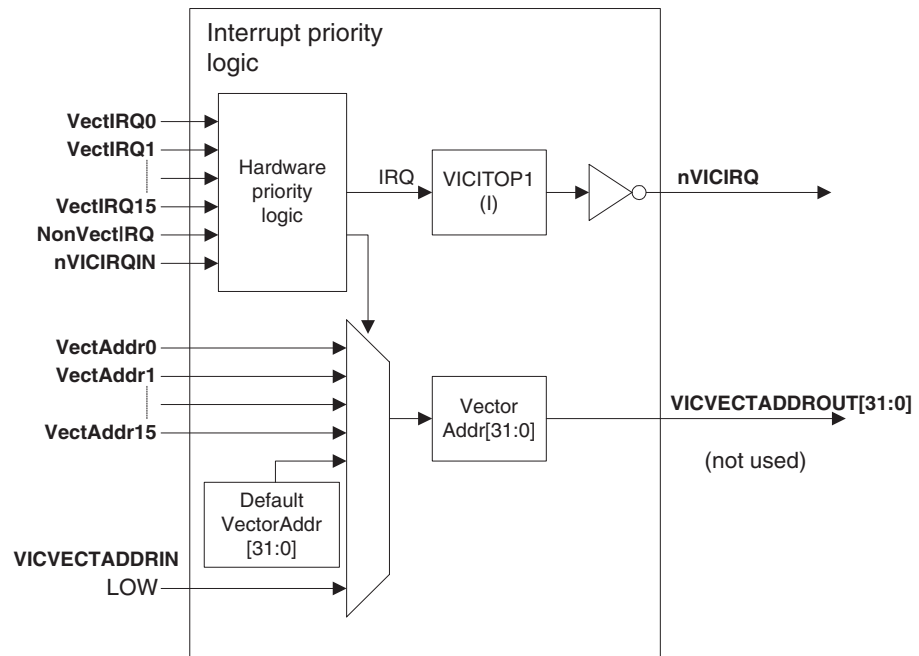 Interrupt priority
logic
VectIRQ0
VectIRQ1
VectIRQ15
NonVectIRQ
nVICIRQIN
Hardware
priority
logic
IRQ
VICITOP1
(I)
nVICIRQ
VectAddr0
VectAddr1
VectAddr15
Default
VectorAddr
[31:0]
VICVECTADDRIN
LOW
Vector
Addr[31:0]
VICVECTADDROUT[31:0]
(not used)